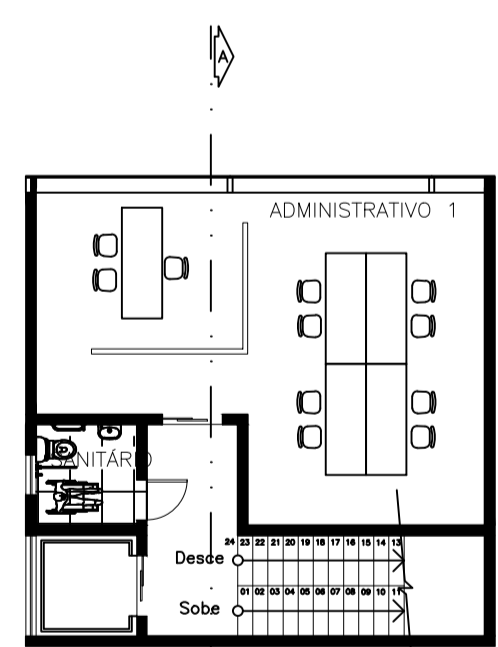 A
ADMINISTRATIVO 1
SANITÁRIO
24 23 22 21 20 19 18 17 16 15 14 13
Desce
01 02 03 04 05 06 07 08 09 10 11
Sobe